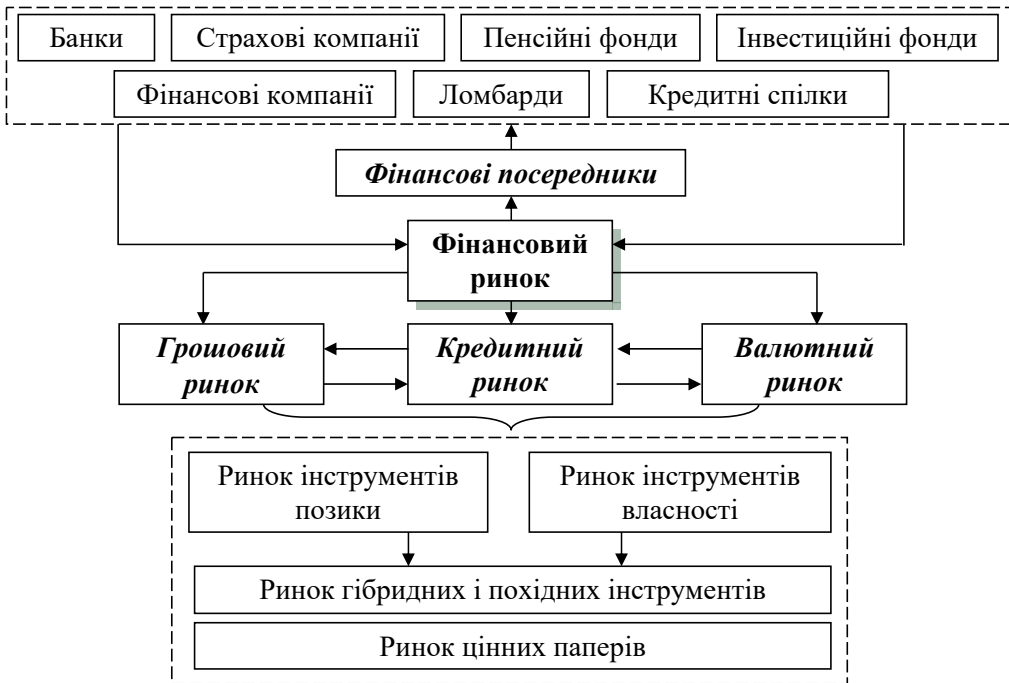 Банки
Страхові компанії
Пенсійні фонди
Інвестиційні фонди
Фінансові компанії
Ломбарди
Кредитні спілки
Фінансові посередники
Фінансовий
ринок
Грошовий
ринок
Кредитний
ринок
Валютний
ринок
Ринок інструментів
позики
Ринок інструментів
власності
Ринок гібридних і похідних інструментів
Ринок цінних паперів